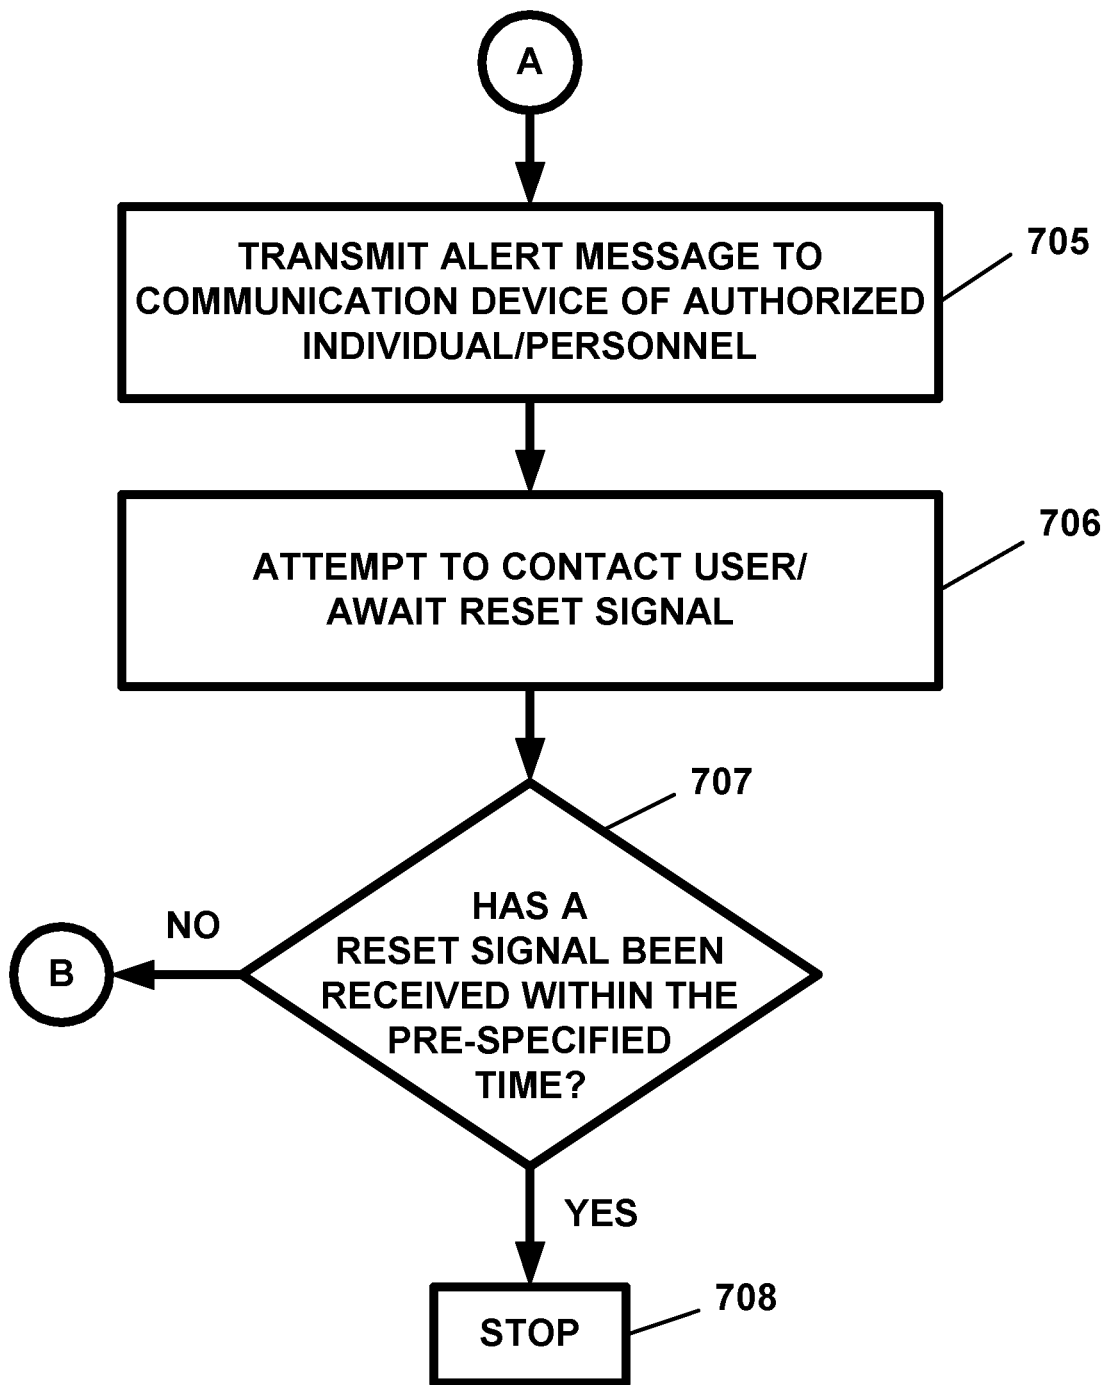 A
TRANSMIT ALERT MESSAGE TO
COMMUNICATION DEVICE OF AUTHORIZED
INDIVIDUAL/PERSONNEL
705
ATTEMPT TO CONTACT USER/
AWAIT RESET SIGNAL
706
707
HAS A
RESET SIGNAL BEEN
RECEIVED WITHIN THE
PRE-SPECIFIED
TIME?
NO
B
YES
STOP
708